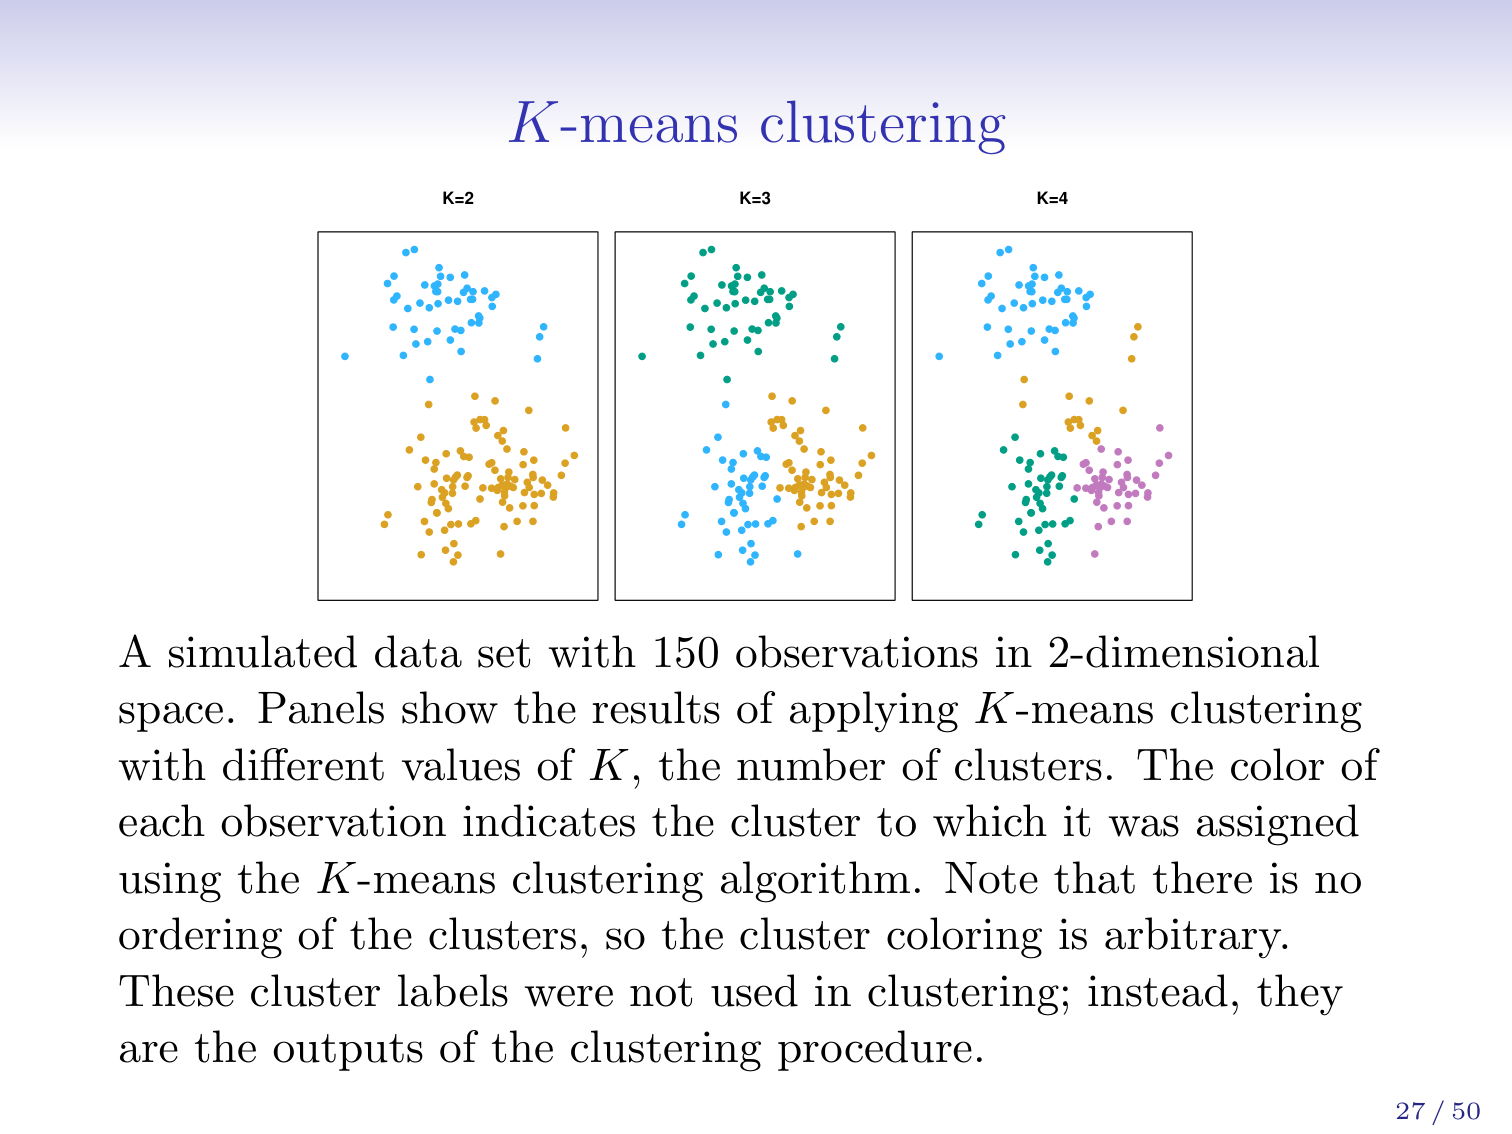 K-means clustering
K=2 K=3 K=4
A simulated data set with 150 observations in 2-dimensional
space. Panels show the results of applying K-means clustering
with different values of K, the number of clusters. The color of
each observation indicates the cluster to which it was assigned
using the K-means clustering algorithm. Note that there is no
ordering of the clusters, so the cluster coloring is arbitrary.
These cluster labels were not used in clustering; instead, they
are the outputs of the clustering procedure.
27 / 50